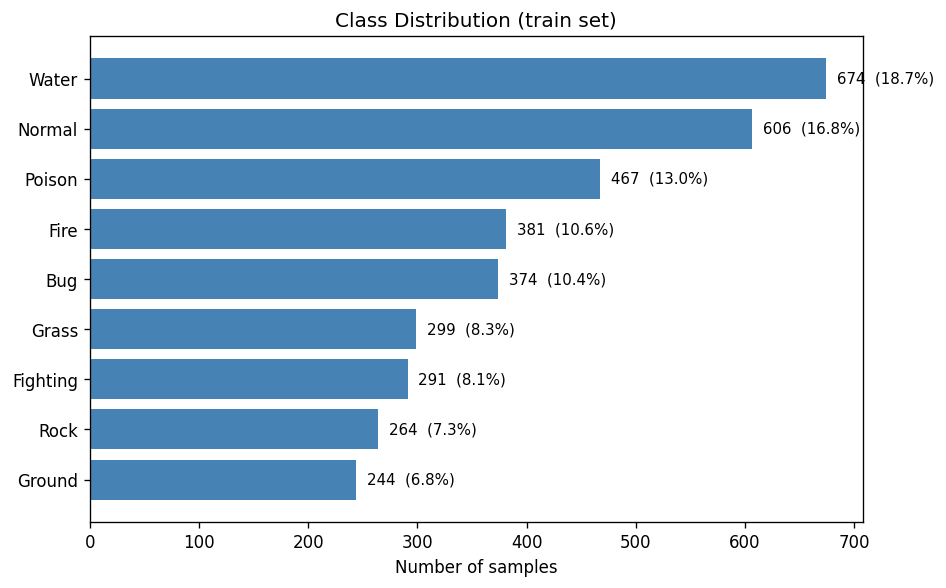 Class Distribution (train set)
Water 674 (18.7%)
Normal 606 (16.8%)
Poison 467 (13.0%)
Fire 381 (10.6%)
Bug 374 (10.4%)
Grass 299 (8.3%)
Fighting 291 (8.1%)
Rock 264 (7.3%)
Ground 244 (6.8%)
0 100 200 300 400 500 600 700
Number of samples